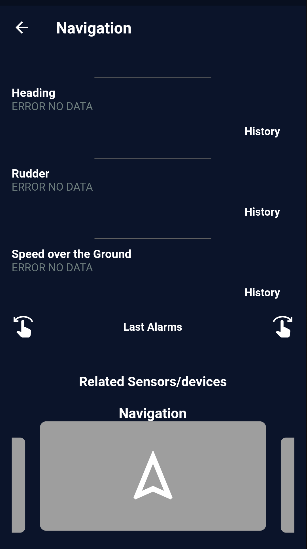 Navigation
Heading
ERROR NO DATA
History
Rudder
ERROR NO DATA
History
Speed over the Ground
ERROR NO DATA
History
Last Alarms
Related Sensors/devices
Navigation